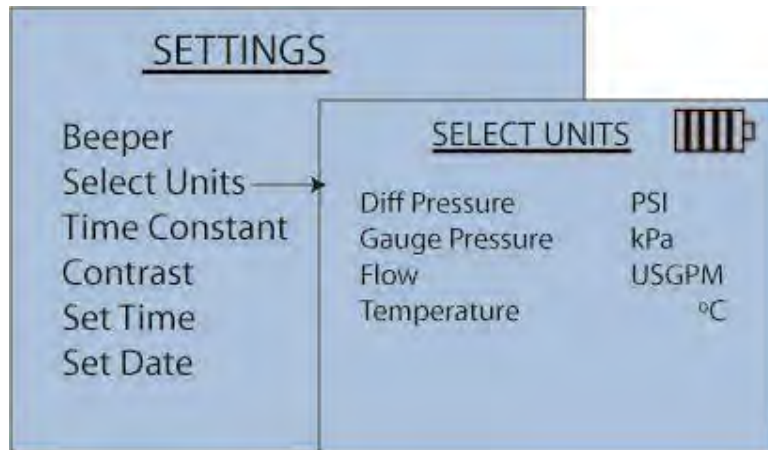 SETTINGS
Beeper
Select Units
Time Constant
Contrast
Set Time
Set Date
SELECT UNITS
Diff Pressure PSI
Gauge Pressure kPa
Flow USGPM
Temperature ºC